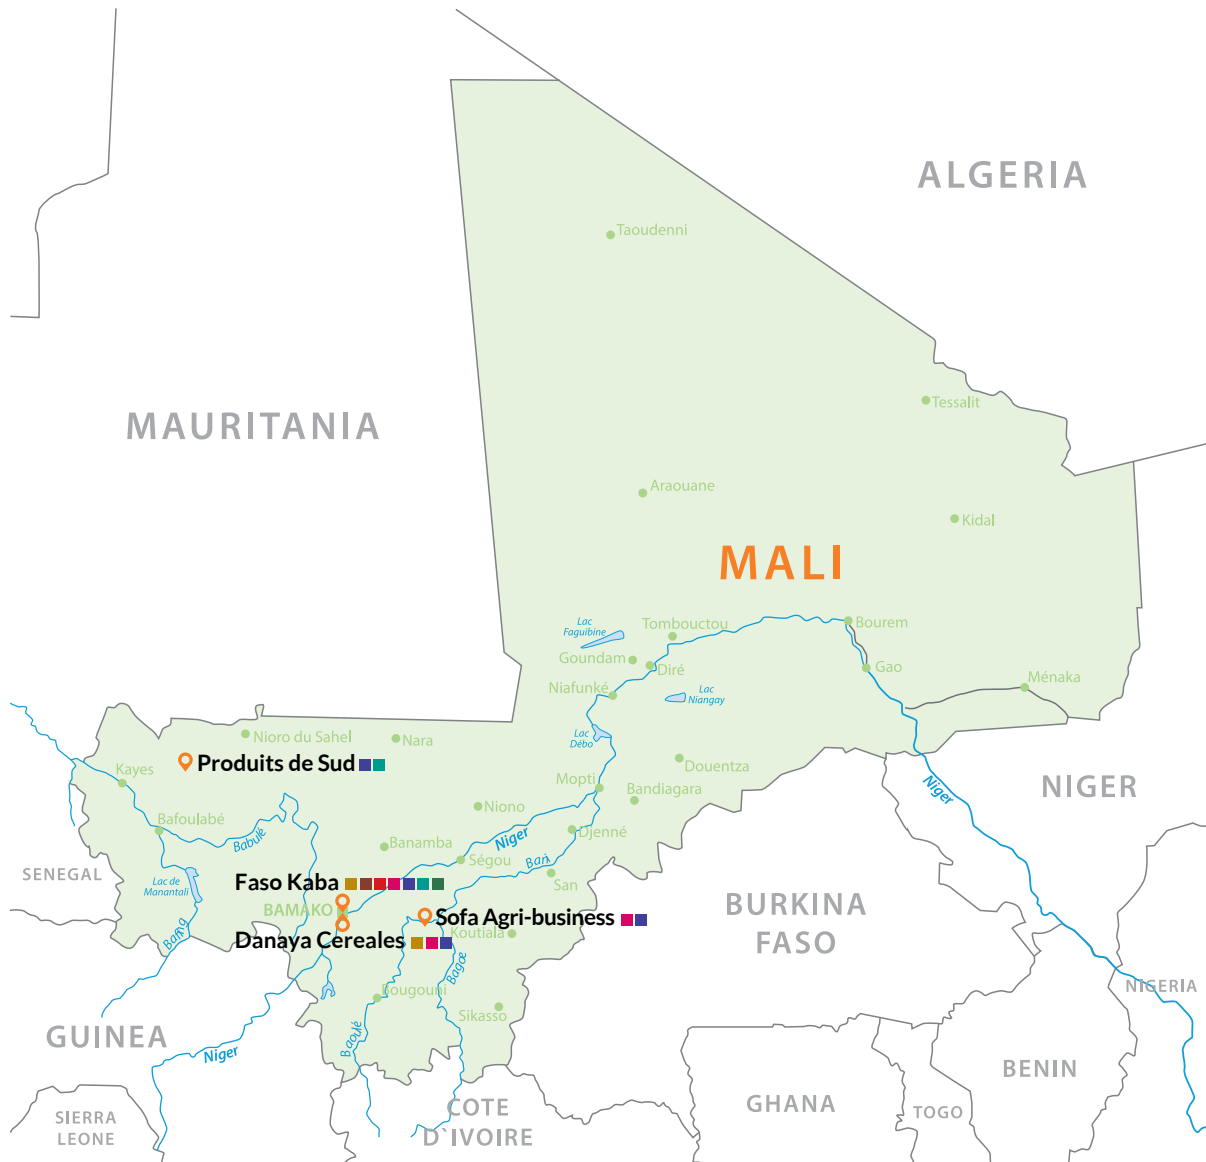 ALGERIA
Taoudenni
MAURITANIA
Tessalit
Araouane
Kidal
MALI
Lac
Faguibine
Tombouctou
Bourem
Goundam
Diré
Gao
Niafunké
Lac
Niangay
Ménaka
Lac
Débo
Nioro du Sahel
Nara
Produits de Sud
Kayes
Mopti
Douentza
Bandiagara
NIGER
Niger
Niono
Bafoulabé
Babulé
Banamba
Niger
Djenné
Ségou
Bani
SENEGAL
Lac de
Manantali
Faso Kaba
San
BAMAKO
Sofa Agri-business
BURKINA
FASO
Bafing
Danaya Cereales
Koutiala
Bagoé
Bougouni
NIGERIA
Sikasso
GUINEA
Niger
Baoulé
BENIN
SIERRA
LEONE
COTE
D`IVOIRE
GHANA
TOGO